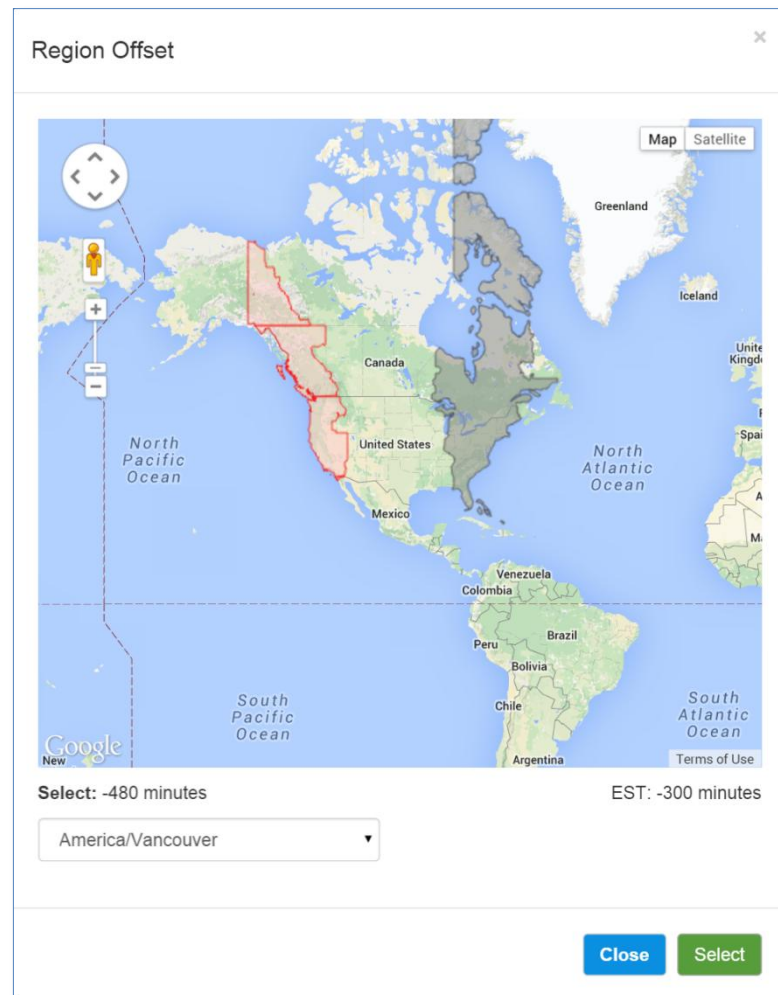 Region Offset
×
Map Satellite
Greenland
Iceland
Canada
North
Pacific
Ocean
United States
North
Atlantic
Ocean
Mexico
Venezuela
Colombia
Brazil
Peru
Bolivia
South
Pacific
Ocean
Chile
South
Atlantic
Ocean
Google
New
Argentina
Terms of Use
Unite
Kingd
Spai
Select: -480 minutes
EST: -300 minutes
America/Vancouver
Close
Select